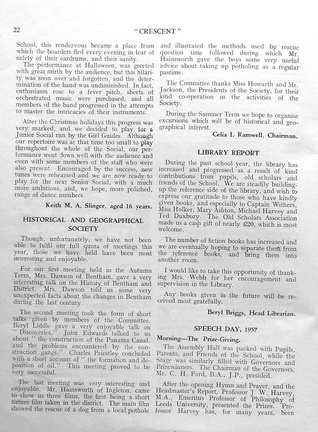 22
" CRESCENT "
School, this rendezvous became a place from
which the boarders fled every evening in fear of
safety of their eardrums, and their sanity.
The performance at Halloween, was greeted
with great mirth by the audience, but this hilari-
ty was soon over and forgotten, and the deter-
mination of the band was undiminished. In fact,
enthusiasm rose to a fever pitch, sheets of
orchestral music were purchased, and all
members of the band progressed in the attempts
to master the intricacies of their instruments.
After the Christmas holidays this progress was
very marked, and we decided to play for a
Junior Social run by the Girl Guides. Although
our repertoire was at that time too small to play
throughout the whole of the Social, our per-
formance went down well with the audience and
even with some members of the staff who were
also present. Encouraged by the success, new
tunes were rehearsed and we are now ready to
play for the next Senior Social, with a much
more ambitious, and, we hope, more polished,
range of dance numbers.
Keith M. A. Slinger. aged 16 years.
HISTORICAL AND GEOGRAPHICAL
SOCIETY
Though, unfortunately, we have not been
able to fulfil our full quota of meetings this
year, those we have held have been most
interesting and enjoyable.
For our first meeting held in the Autumn
Term, Mrs. Dawson of Bentham, gave a very
interesting talk on the History of Bentham and
District. Mrs. Dawson told us some very
unexpected facts about the changes in Bentham
during the last century.
The second meeting took the form of short
talks given by members of the Committee.
Beryl Liddle gave a very enjoyable talk on
" Dinosaurs." John Edwards talked to us
about " the construction of the Panama Canal,
and the problems encountered by the con-
struction gangs." Charles Priestley concluded
with a short account of " the formation and de-
position of oil." This meeting proved to be
very successful.
The last meeting was very interesting and
enjoyable. Mr. Hainsworth of Ingleton, came
to show us three films, the first being a short
nature film taken in the district. The main film
showed the rescue of a dog from a local pothole
and illustrated the methods used by rescue
question time followed during which Mr.
Hainsworth gave the boys some very useful
advice about taking up potholing as a regular
pastime.
The Committee thanks Miss Howarth and Mr.
Jackson, the Presidents of the Society, for their
kind co-operation in the activities of the
Society.
During the Summer Term we hope to organise
excursions which will be of historical and geo-
graphical interest.
Celia I. Ramwell, Chairman.
LIBRARY REPORT
During the past school year, the library has
increased and progressed as a result of kind
contributions from pupils, old scholars and
friends of the School. We are steadily building-
up the reference side of the library, and wish to
express our gratitude to those who have kindly
given books, and especially to Captain Withers,
Miss Holder, Mary Ashton, Michael Harvey and
Ted Duxbury. The Old Scholars Association
made us a cash gift of nearly £20, which is most
welcome.
The number of fiction books has increased and
we are eventually hoping to separate them from
the reference books, and bring them into
another room.
I would like to take this opportunity of thank-
ing Mrs. Webb for her encouragement and
supervision in the Library.
Any books given in the future will be re-
ceived most gratefully.
Beryl Briggs, Head Librarian.
SPEECH DAY, 1957
Morning—The Prize-Giving.
The Assembly Hall was packed with Pupils,
Parents, and Friends of the School, while the
Stage was similarly filled with Governors and
Prizewinners. The Chairman of the Governors,
Mr. C. H. Ford, B.A., J.P., presided.
After the opening Hymn and Prayer, and the
Headmaster's Report, Professor J. W. Harvey,
M.A., Emeritus Professor of Philosophy of
Leeds University, presented the Prizes. Pro-
fessor Harvey has, for many years, been